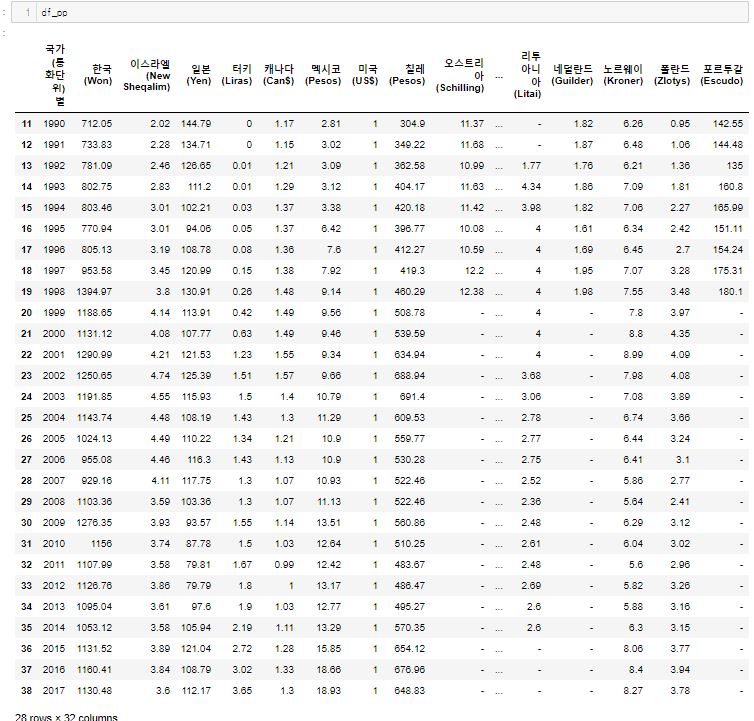 : 1 df_pp
:
국가(통화단위)별 한국(Won) 이스라엘(New Sheqalim) 일본(Yen) 터키(Liras) 캐나다(Can$) 멕시코(Pesos) 미국(US$) 칠레(Pesos) 오스트리아(Schilling) ... 리투아니아(Litai) 네덜란드(Guilder) 노르웨이(Kroner) 폴란드(Zlotys) 포르투갈(Escudo)
11 1990 712.05 2.02 144.79 0 1.17 2.81 1 304.9 11.37 ... - 1.82 6.26 0.95 142.55
12 1991 733.83 2.28 134.71 0 1.15 3.02 1 349.22 11.68 ... - 1.87 6.48 1.06 144.48
13 1992 781.09 2.46 126.65 0.01 1.21 3.09 1 362.58 10.99 ... 1.77 1.76 6.21 1.36 135
14 1993 802.75 2.83 111.2 0.01 1.29 3.12 1 404.17 11.63 ... 4.34 1.86 7.09 1.81 160.8
15 1994 803.46 3.01 102.21 0.03 1.37 3.38 1 420.18 11.42 ... 3.98 1.82 7.06 2.27 165.99
16 1995 770.94 3.01 94.06 0.05 1.37 6.42 1 396.77 10.08 ... 4 1.61 6.34 2.42 151.11
17 1996 805.13 3.19 108.78 0.08 1.36 7.6 1 412.27 10.59 ... 4 1.69 6.45 2.7 154.24
18 1997 953.58 3.45 120.99 0.15 1.38 7.92 1 419.3 12.2 ... 4 1.95 7.07 3.28 175.31
19 1998 1394.97 3.8 130.91 0.26 1.48 9.14 1 460.29 12.38 ... 4 1.98 7.55 3.48 180.1
20 1999 1188.65 4.14 113.91 0.42 1.49 9.56 1 508.78 - ... 4 - 7.8 3.97 -
21 2000 1131.12 4.08 107.77 0.63 1.49 9.46 1 539.59 - ... 4 - 8.8 4.35 -
22 2001 1290.99 4.21 121.53 1.23 1.55 9.34 1 634.94 - ... 4 - 8.99 4.09 -
23 2002 1250.65 4.74 125.39 1.51 1.57 9.66 1 688.94 - ... 3.68 - 7.98 4.08 -
24 2003 1191.85 4.55 115.93 1.5 1.4 10.79 1 691.4 - ... 3.06 - 7.08 3.89 -
25 2004 1143.74 4.48 108.19 1.43 1.3 11.29 1 609.53 - ... 2.78 - 6.74 3.66 -
26 2005 1024.13 4.49 110.22 1.34 1.21 10.9 1 559.77 - ... 2.77 - 6.44 3.24 -
27 2006 955.08 4.46 116.3 1.43 1.13 10.9 1 530.28 - ... 2.75 - 6.41 3.1 -
28 2007 929.16 4.11 117.75 1.3 1.07 10.93 1 522.46 - ... 2.52 - 5.86 2.77 -
29 2008 1103.36 3.59 103.36 1.3 1.07 11.13 1 522.46 - ... 2.36 - 5.64 2.41 -
30 2009 1276.35 3.93 93.57 1.55 1.14 13.51 1 560.86 - ... 2.48 - 6.29 3.12 -
31 2010 1156 3.74 87.78 1.5 1.03 12.64 1 510.25 - ... 2.61 - 6.04 3.02 -
32 2011 1107.99 3.58 79.81 1.67 0.99 12.42 1 483.67 - ... 2.48 - 5.6 2.96 -
33 2012 1126.76 3.86 79.79 1.8 1 13.17 1 486.47 - ... 2.69 - 5.82 3.26 -
34 2013 1095.04 3.61 97.6 1.9 1.03 12.77 1 495.27 - ... 2.6 - 5.88 3.16 -
35 2014 1053.12 3.58 105.94 2.19 1.11 13.29 1 570.35 - ... 2.6 - 6.3 3.15 -
36 2015 1131.52 3.89 121.04 2.72 1.28 15.85 1 654.12 - ... - - 8.06 3.77 -
37 2016 1160.41 3.84 108.79 3.02 1.33 18.66 1 676.96 - ... - - 8.4 3.94 -
38 2017 1130.48 3.6 112.17 3.65 1.3 18.93 1 648.83 - ... - - 8.27 3.78 -
28 rows × 32 columns